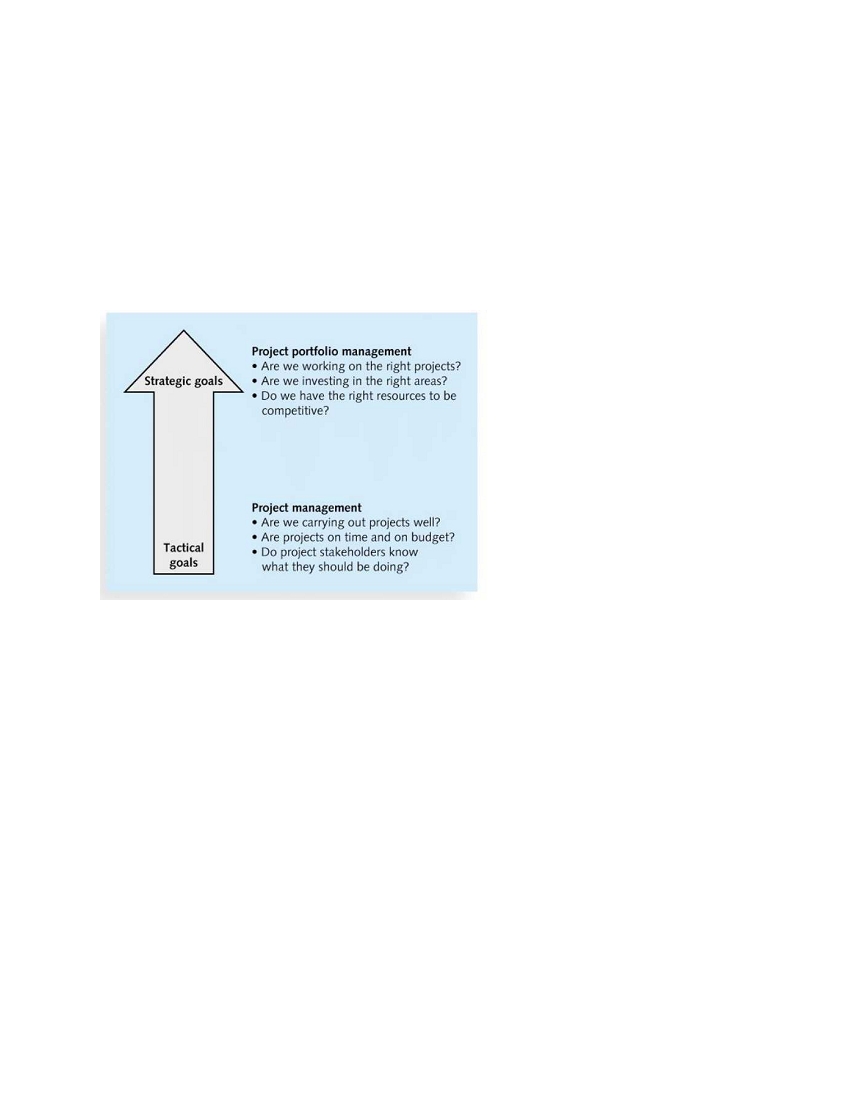 Project portfolio management
• Are we working on the right projects?
Strategic goals
• Are we investing in the right areas?
• Do we have the right resources to be
competitive?
Project management
• Are we carrying out projects well?
• Are projects on time and on budget?
Tactical
goals
• Do project stakeholders know
what they should be doing?